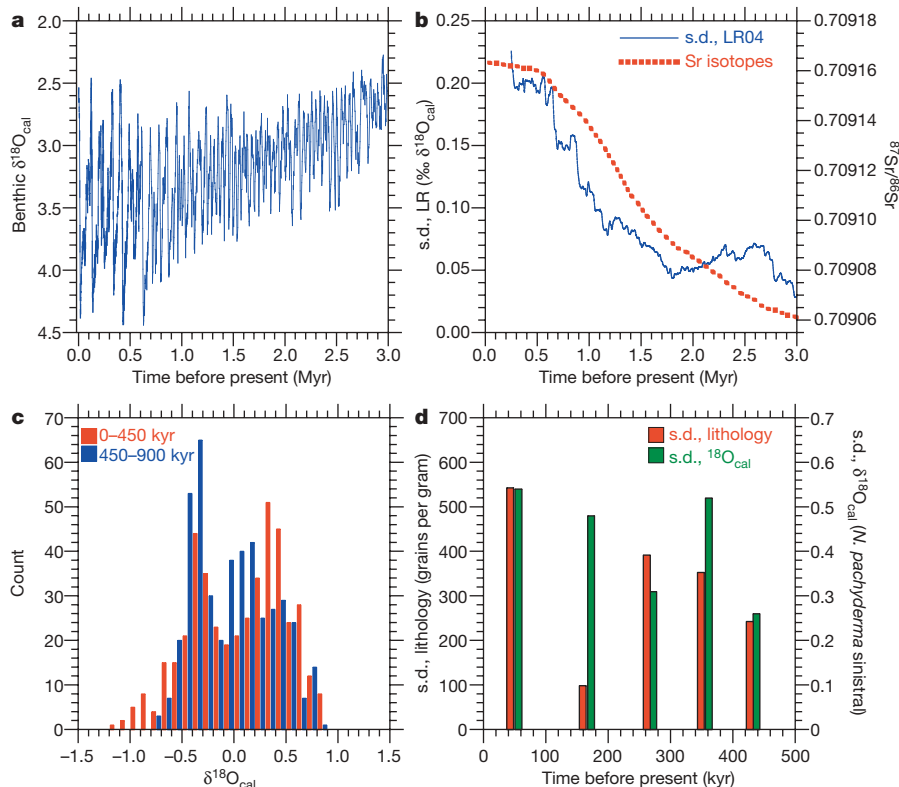 a
2.0
2.5
3.0
3.5
4.0
4.5
Benthic δ18Ocal
0.0 0.5 1.0 1.5 2.0 2.5 3.0
Time before present (Myr)
b
0.25
0.20
0.15
0.10
0.05
0.00
s.d., LR (‰ δ18Ocal)
s.d., LR04
Sr isotopes
0.70918
0.70916
0.70914
0.70912
0.70910
0.70908
0.70906
87Sr/86Sr
0.0 0.5 1.0 1.5 2.0 2.5 3.0
Time before present (Myr)
c
70
60
50
40
30
20
10
0
Count
0–450 kyr
450–900 kyr
−1.5 −1.0 −0.5 0.0 0.5 1.0 1.5
δ18Ocal
d
700
600
500
400
300
200
100
0
s.d., lithology (grains per gram)
s.d., lithology
s.d., 18Ocal
0.7
0.6
0.5
0.4
0.3
0.2
0.1
0
s.d., δ18Ocal (N. pachyderma
sinistral)
0 100 200 300 400 500
Time before present (kyr)